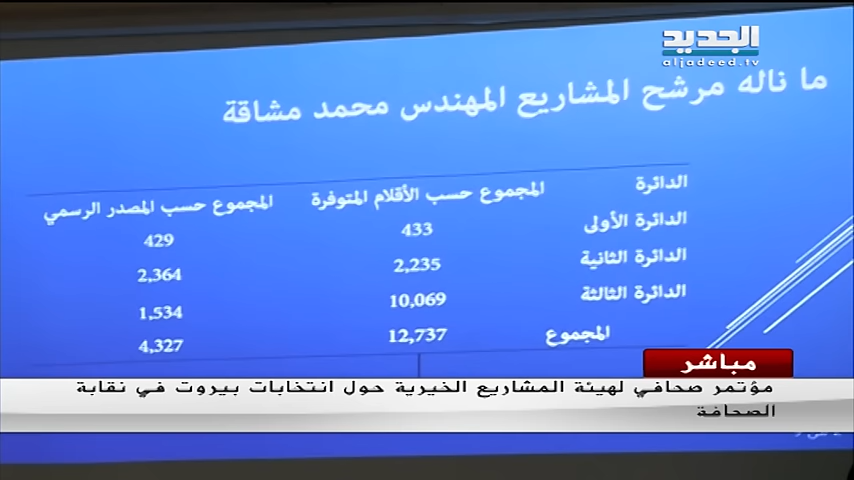 الجديد
aljadeed.tv
ما ناله مرشح المشاريع المهندس محمد مشاقة
الدائرة المجموع حسب الأقلام المتوفرة المجموع حسب المصدر الرسمي
الدائرة الأولى 433 429
الدائرة الثانية 2,235 2,364
الدائرة الثالثة 10,069 1,534
المجموع 12,737 4,327
مباشر
مؤتمر صحافي لهيئة المشاريع الخيرية حول انتخابات بيروت في نقابة
الصحافة